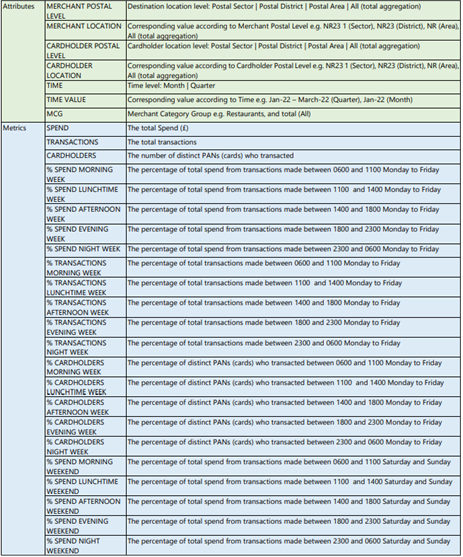 Attributes MERCHANT POSTAL LEVEL Destination location level: Postal Sector | Postal District | Postal Area | All (total aggregation)
MERCHANT LOCATION Corresponding value according to Merchant Postal Level e.g. NR23 1 (Sector), NR23 (District), NR (Area), All (total aggregation)
CARDHOLDER POSTAL LEVEL Cardholder location level: Postal Sector | Postal District | Postal Area | All (total aggregation)
CARDHOLDER LOCATION Corresponding value according to Cardholder Postal Level e.g. NR23 1 (Sector), NR23 (District), NR (Area), All (total aggregation)
TIME Time level: Month | Quarter
TIME VALUE Corresponding value according to Time e.g. Jan-22 – March-22 (Quarter), Jan-22 (Month)
MCG Merchant Category Group e.g. Restaurants, and total (All)
Metrics SPEND The total Spend (£)
TRANSACTIONS The total transactions
CARDHOLDERS The number of distinct PANs (cards) who transacted
% SPEND MORNING WEEK The percentage of total spend from transactions made between 0600 and 1100 Monday to Friday
% SPEND LUNCHTIME WEEK The percentage of total spend from transactions made between 1100 and 1400 Monday to Friday
% SPEND AFTERNOON WEEK The percentage of total spend from transactions made between 1400 and 1800 Monday to Friday
% SPEND EVENING WEEK The percentage of total spend from transactions made between 1800 and 2300 Monday to Friday
% SPEND NIGHT WEEK The percentage of total spend from transactions made between 2300 and 0600 Monday to Friday
% TRANSACTIONS MORNING WEEK The percentage of total transactions made between 0600 and 1100 Monday to Friday
% TRANSACTIONS LUNCHTIME WEEK The percentage of total transactions made between 1100 and 1400 Monday to Friday
% TRANSACTIONS AFTERNOON WEEK The percentage of total transactions made between 1400 and 1800 Monday to Friday
% TRANSACTIONS EVENING WEEK The percentage of total transactions made between 1800 and 2300 Monday to Friday
% TRANSACTIONS NIGHT WEEK The percentage of total transactions made between 2300 and 0600 Monday to Friday
% CARDHOLDERS MORNING WEEK The percentage of distinct PANs (cards) who transacted between 0600 and 1100 Monday to Friday
% CARDHOLDERS LUNCHTIME WEEK The percentage of distinct PANs (cards) who transacted between 1100 and 1400 Monday to Friday
% CARDHOLDERS AFTERNOON WEEK The percentage of distinct PANs (cards) who transacted between 1400 and 1800 Monday to Friday
% CARDHOLDERS EVENING WEEK The percentage of distinct PANs (cards) who transacted between 1800 and 2300 Monday to Friday
% CARDHOLDERS NIGHT WEEK The percentage of distinct PANs (cards) who transacted between 2300 and 0600 Monday to Friday
% SPEND MORNING WEEKEND The percentage of total spend from transactions made between 0600 and 1100 Saturday and Sunday
% SPEND LUNCHTIME WEEKEND The percentage of total spend from transactions made between 1100 and 1400 Saturday and Sunday
% SPEND AFTERNOON WEEKEND The percentage of total spend from transactions made between 1400 and 1800 Saturday and Sunday
% SPEND EVENING WEEKEND The percentage of total spend from transactions made between 1800 and 2300 Saturday and Sunday
% SPEND NIGHT WEEKEND The percentage of total spend from transactions made between 2300 and 0600 Saturday and Sunday